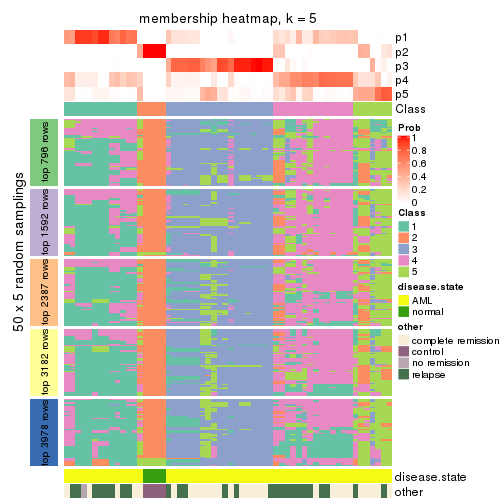 membership heatmap, k = 5
p1
p2
p3
p4
p5
Class
50 x 5 random samplings
top 796 rows
top 1592 rows
top 2387 rows
top 3182 rows
top 3978 rows
disease.state
other
Prob
1
0.8
0.6
0.4
0.2
0
Class
1
2
3
4
5
disease.state
AML
normal
other
complete remission
control
no remission
relapse